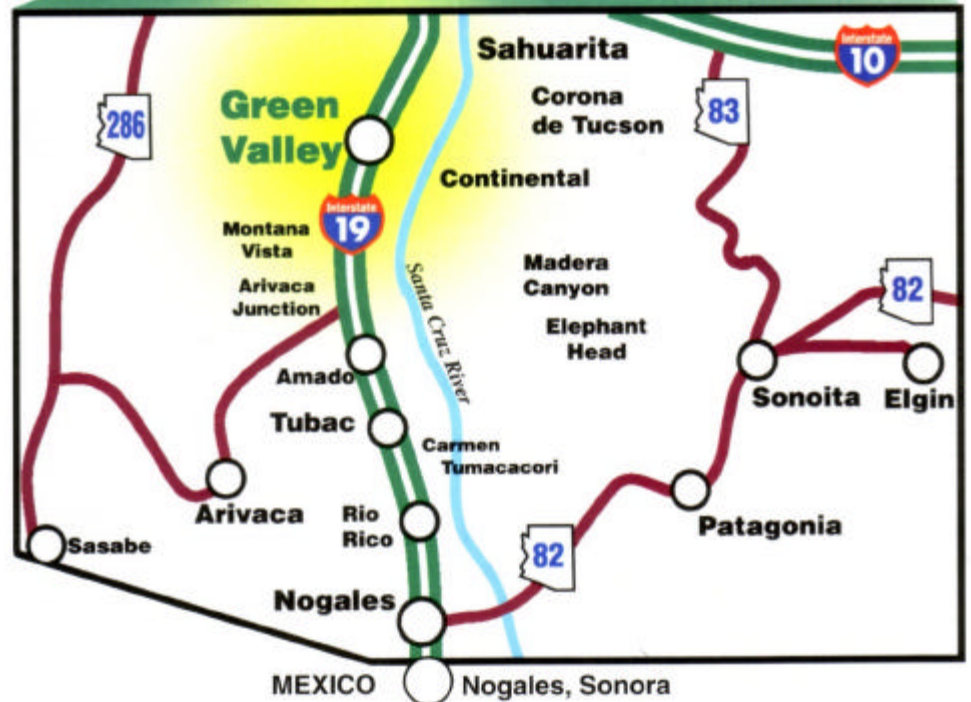 Sahuarita
Interstate
10
286
Green
Valley
Corona
de Tucson
83
Continental
Interstate
19
Montana
Vista
Madera
Canyon
82
Arivaca
Junction
Santa Cruz River
Elephant
Head
Amado
Sonoita
Elgin
Tubac
Carmen
Tumacacori
Arivaca
Rio
Rico
Patagonia
Sasabe
82
Nogales
MEXICO
Nogales, Sonora